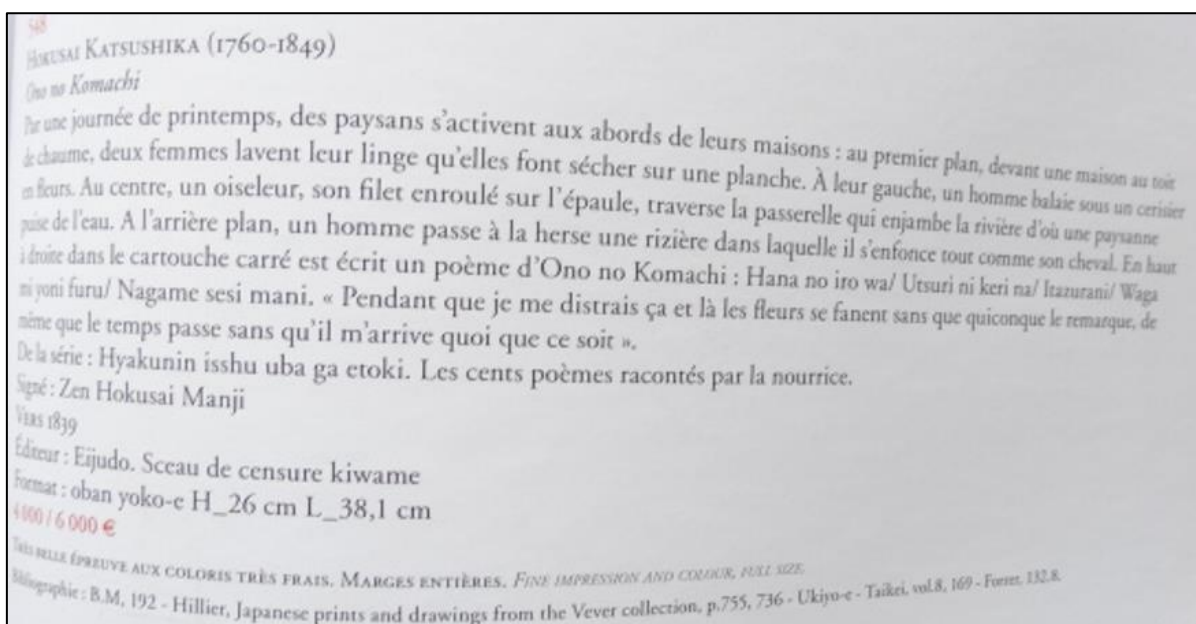 548
Hokusai Katsushika (1760-1849)
Ono no Komachi
Par une journée de printemps, des paysans s'activent aux abords de leurs maisons : au premier plan, devant une maison au toit
de chaume, deux femmes lavent leur linge qu'elles font sécher sur une planche. À leur gauche, un homme balaie sous un cerisier
en fleurs. Au centre, un oiseleur, son filet enroulé sur l'épaule, traverse la passerelle qui enjambe la rivière d'où une paysanne
puise de l'eau. A l'arrière plan, un homme passe à la herse une rizière dans laquelle il s'enfonce tout comme son cheval. En haut
à droite dans le cartouche carré est écrit un poème d'Ono no Komachi : Hana no iro wa/ Utsuri ni keri na/ Itazurani/ Waga
mi yoni furu/ Nagame sesi mani. « Pendant que je me distrais ça et là les fleurs se fanent sans que quiconque le remarque, de
même que le temps passe sans qu'il m'arrive quoi que ce soit ».
De la série : Hyakunin isshu uba ga etoki. Les cents poèmes racontés par la nourrice.
Signé : Zen Hokusai Manji
Vers 1839
Éditeur : Eijudo. Sceau de censure kiwame
Format : oban yoko-e H_26 cm L_38,1 cm
4 000 / 6 000 €
Très belle épreuve aux coloris très frais. Marges entières. Fine impression and colour, full size.
Bibliographie : B.M, 192 - Hillier, Japanese prints and drawings from the Vever collection, p.755, 736 - Ukiyo-e - Taikei, vol.8, 169 - Forrer, 132.8.